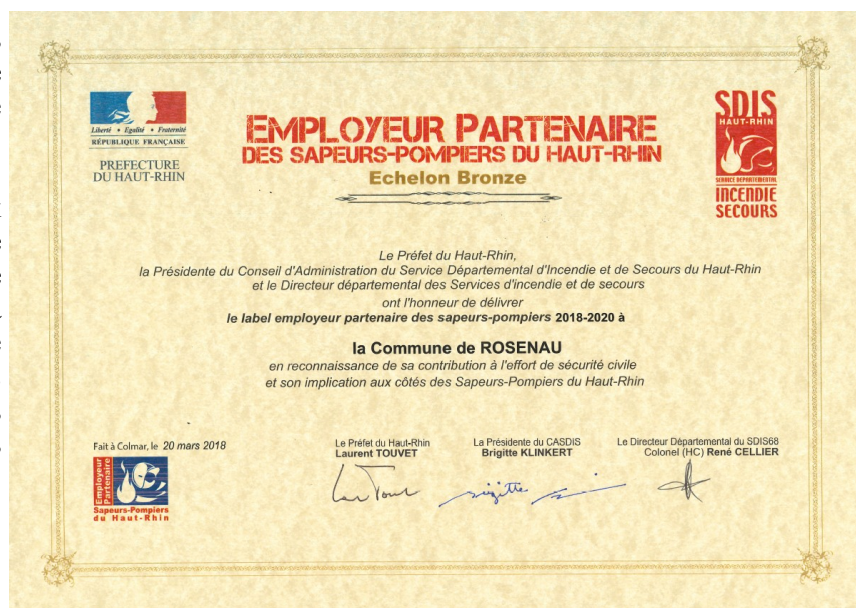 Liberté • Egalité • Fraternité
RÉPUBLIQUE FRANÇAISE
PREFECTURE
DU HAUT-RHIN
EMPLOYEUR PARTENAIRE
DES SAPEURS-POMPIERS DU HAUT-RHIN
Echelon Bronze
SDIS
HAUT-RHIN
SERVICE DEPARTEMENTAL
INCENDIE
SECOURS
Le Préfet du Haut-Rhin,
la Présidente du Conseil d'Administration du Service Départemental d'Incendie et de Secours du Haut-Rhin
et le Directeur départemental des Services d'incendie et de secours
ont l'honneur de délivrer
le label employeur partenaire des sapeurs-pompiers 2018-2020 à
la Commune de ROSENAU
en reconnaissance de sa contribution à l'effort de sécurité civile
et son implication aux côtés des Sapeurs-Pompiers du Haut-Rhin
Fait à Colmar, le 20 mars 2018
Employeur
Partenaire
Sapeurs-Pompiers
du Haut-Rhin
Le Préfet du Haut-Rhin
Laurent TOUVET
La Présidente du CASDIS
Brigitte KLINKERT
Le Directeur Départemental du SDIS68
Colonel (HC) René CELLIER